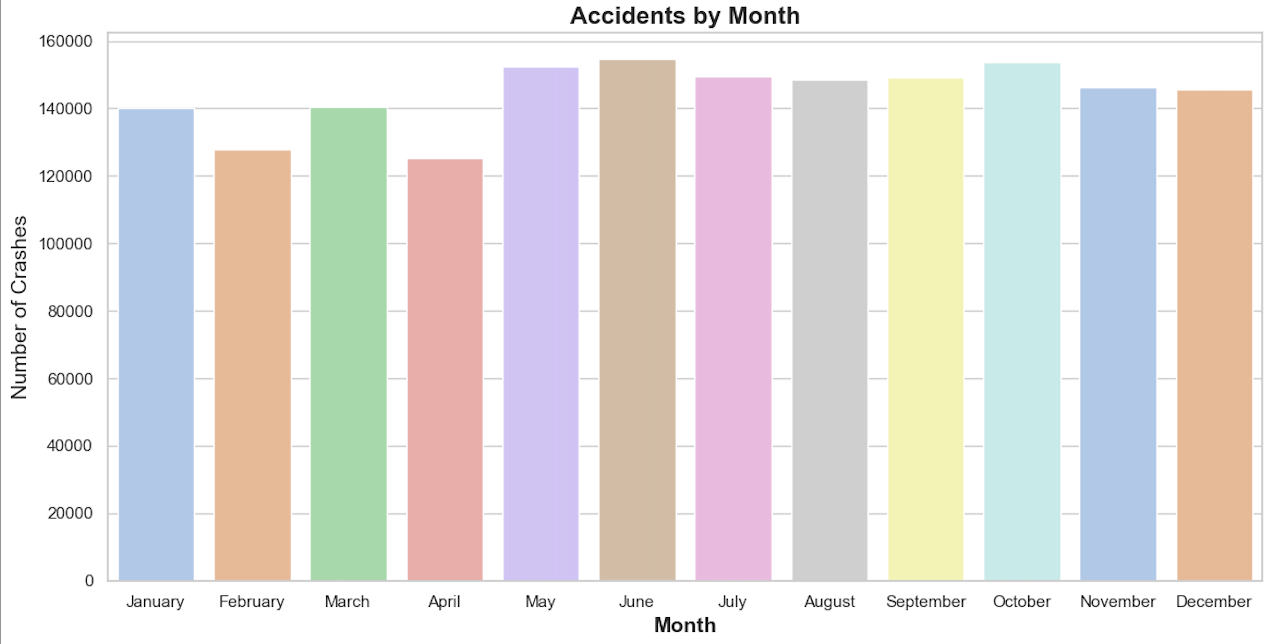 Accidents by Month
Number of Crashes
160000
140000
120000
100000
80000
60000
40000
20000
0
January February March April May June July August September October November December
Month